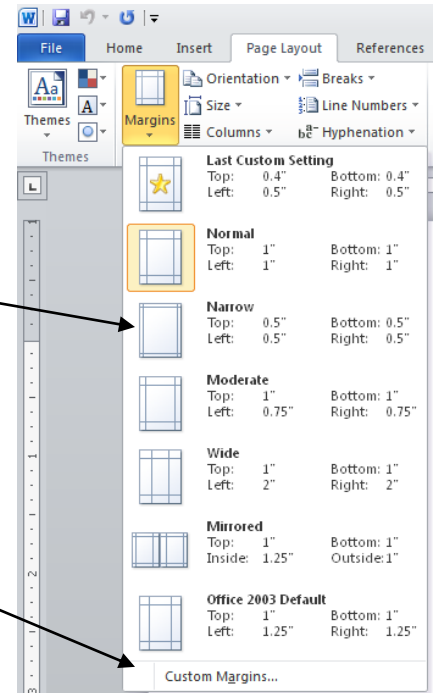 W
File Home Insert Page Layout References
Aa A Themes Margins Orientation Breaks
Size Line Numbers
Columns Hyphenation
Themes
L
Last Custom Setting
Top: 0.4" Bottom: 0.4"
Left: 0.5" Right: 0.5"
Normal
Top: 1" Bottom: 1"
Left: 1" Right: 1"
Narrow
Top: 0.5" Bottom: 0.5"
Left: 0.5" Right: 0.5"
Moderate
Top: 1" Bottom: 1"
Left: 0.75" Right: 0.75"
Wide
Top: 1" Bottom: 1"
Left: 2" Right: 2"
Mirrored
Top: 1" Bottom: 1"
Inside: 1.25" Outside: 1"
Office 2003 Default
Top: 1" Bottom: 1"
Left: 1.25" Right: 1.25"
Custom Margins...
1
2
3